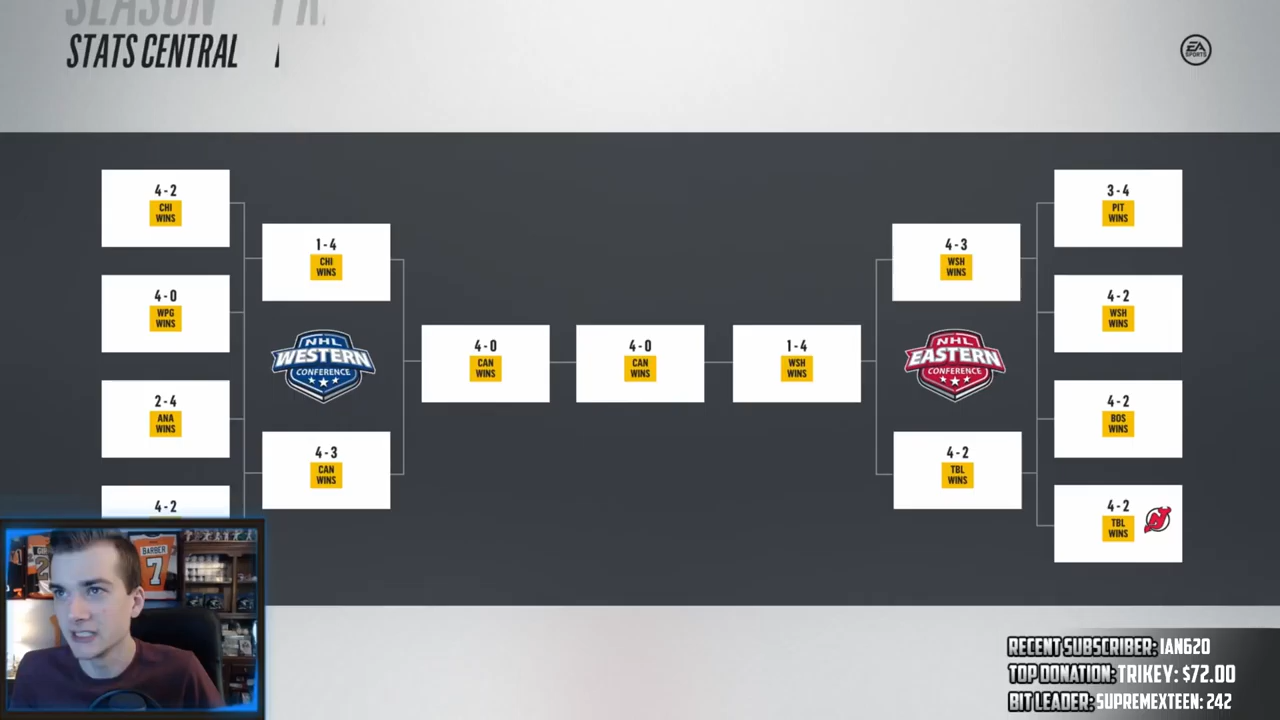 STATS CENTRAL
EA
SPORTS
4 - 2
CHI
WINS
4 - 0
WPG
WINS
2 - 4
ANA
WINS
4 - 2
1 - 4
CHI
WINS
NHL
WESTERN
CONFERENCE
4 - 3
CAN
WINS
4 - 0
CAN
WINS
4 - 0
CAN
WINS
1 - 4
WSH
WINS
4 - 3
WSH
WINS
NHL
EASTERN
CONFERENCE
4 - 2
TBL
WINS
3 - 4
PIT
WINS
4 - 2
WSH
WINS
4 - 2
BOS
WINS
4 - 2
TBL
WINS
BARBER
7
RECENT SUBSCRIBER: IAN620
TOP DONATION: TRIKEY: $72.00
BIT LEADER: SUPREMEXTEEN: 242